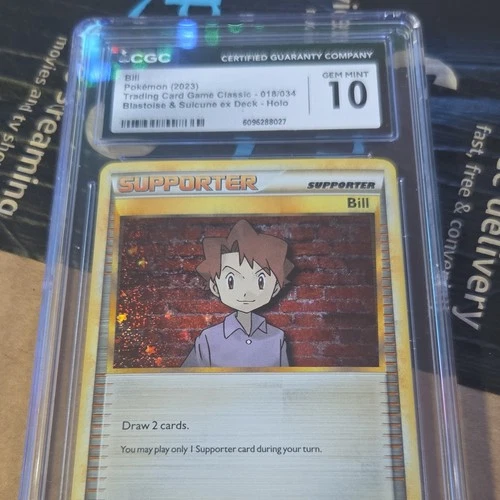 CGC
CERTIFIED GUARANTY COMPANY
Bill
Pokémon (2023)
Trading Card Game Classic - 018/034
Blastoise & Suicune ex Deck - Holo
GEM MINT
10
6096288027
SUPPORTER
SUPPORTER
Bill
Draw 2 cards.
You may play only 1 Supporter card during your turn.
streaming
movies and tv
delivery
fast, free &